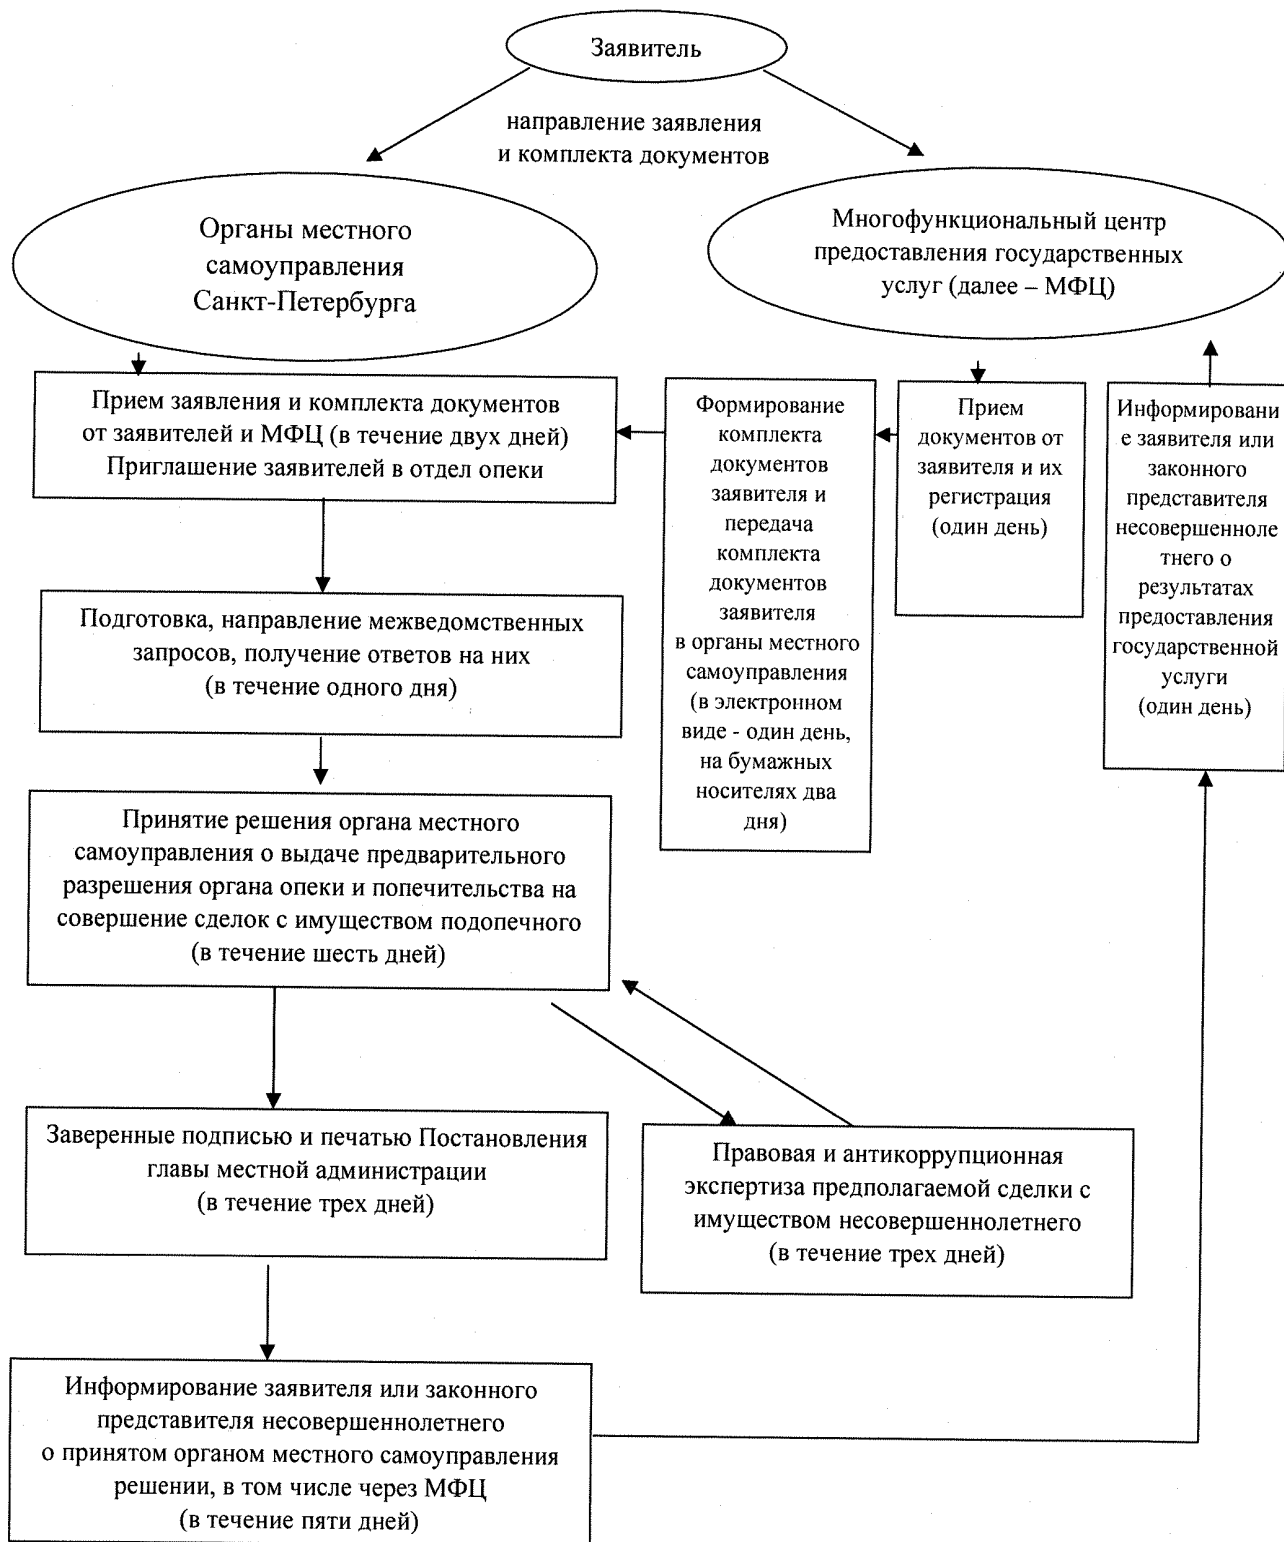 Заявитель
направление заявления
и комплекта документов
Органы местного
самоуправления
Санкт-Петербурга
Многофункциональный центр
предоставления государственных
услуг (далее – МФЦ)
Прием заявления и комплекта документов
от заявителей и МФЦ (в течение двух дней)
Приглашение заявителей в отдел опеки
Формирование
комплекта
документов
заявителя и
передача
комплекта
документов
заявителя
в органы местного
самоуправления
(в электронном
виде - один день,
на бумажных
носителях два
дня)
Прием
документов от
заявителя и их
регистрация
(один день)
Информировани
е заявителя или
законного
представителя
несовершенноле
тнего о
результатах
предоставления
государственной
услуги
(один день)
Подготовка, направление межведомственных
запросов, получение ответов на них
(в течение одного дня)
Принятие решения органа местного
самоуправления о выдаче предварительного
разрешения органа опеки и попечительства на
совершение сделок с имуществом подопечного
(в течение шесть дней)
Заверенные подписью и печатью Постановления
главы местной администрации
(в течение трех дней)
Правовая и антикоррупционная
экспертиза предполагаемой сделки с
имуществом несовершеннолетнего
(в течение трех дней)
Информирование заявителя или законного
представителя несовершеннолетнего
о принятом органом местного самоуправления
решении, в том числе через МФЦ
(в течение пяти дней)